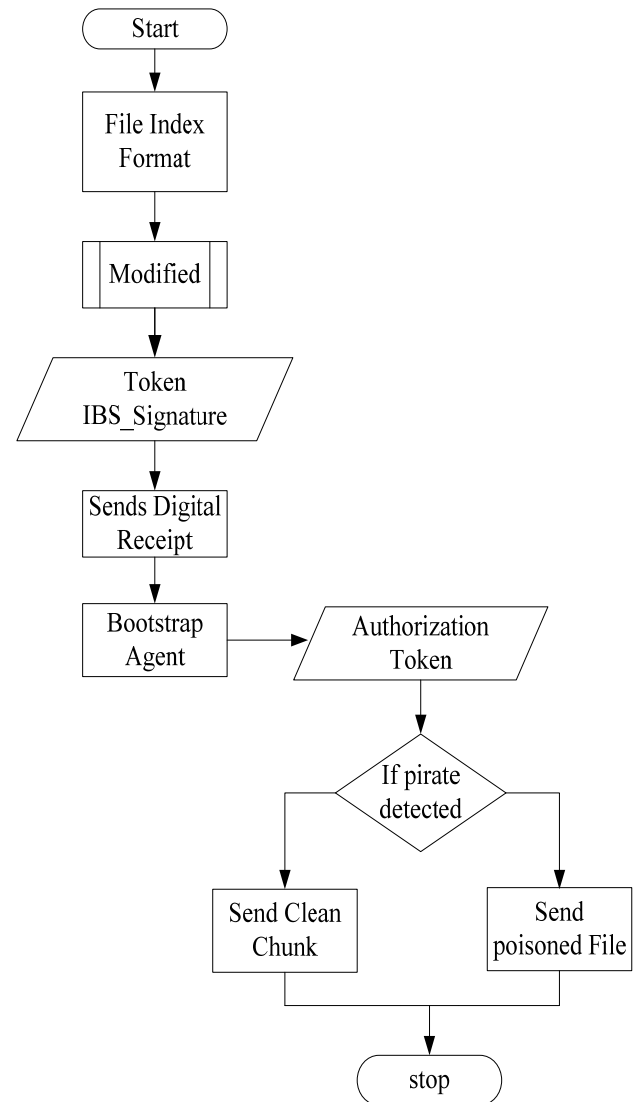 Start
File Index
Format
Modified
Token
IBS_Signature
Sends Digital
Receipt
Bootstrap
Agent
Authorization
Token
If pirate
detected
Send Clean
Chunk
Send
poisoned File
stop